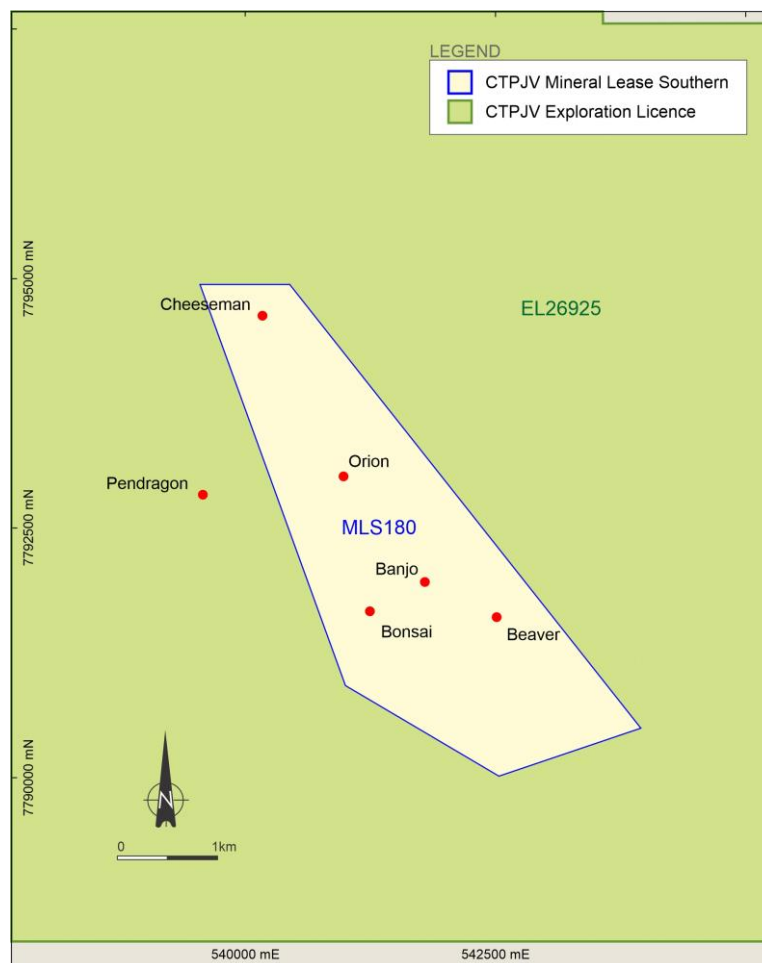 LEGEND
CTPJV Mineral Lease Southern
CTPJV Exploration Licence
7795000 mN
Cheeseman
EL26925
Orion
Pendragon
7792500 mN
MLS180
Banjo
Bonsai
Beaver
7790000 mN
N
0 1km
540000 mE 542500 mE